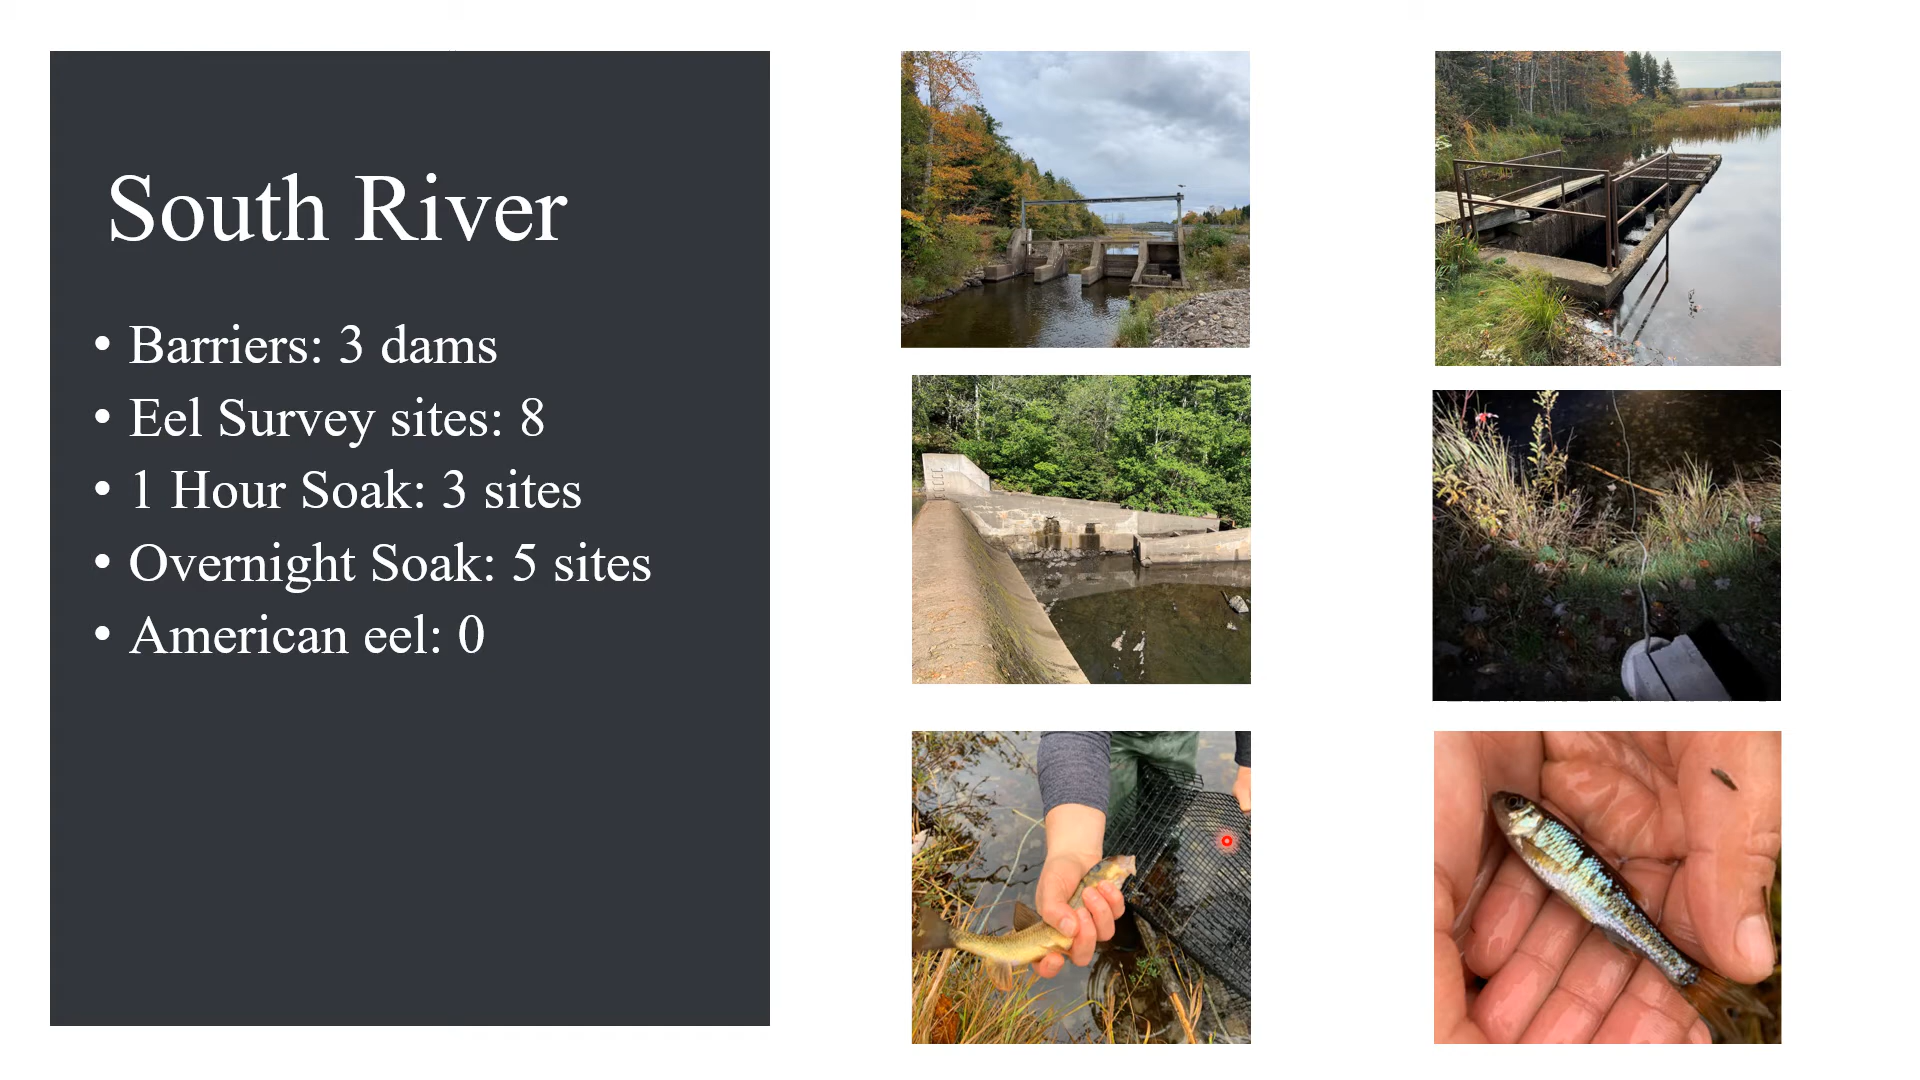 South River
• Barriers: 3 dams
• Eel Survey sites: 8
• 1 Hour Soak: 3 sites
• Overnight Soak: 5 sites
• American eel: 0